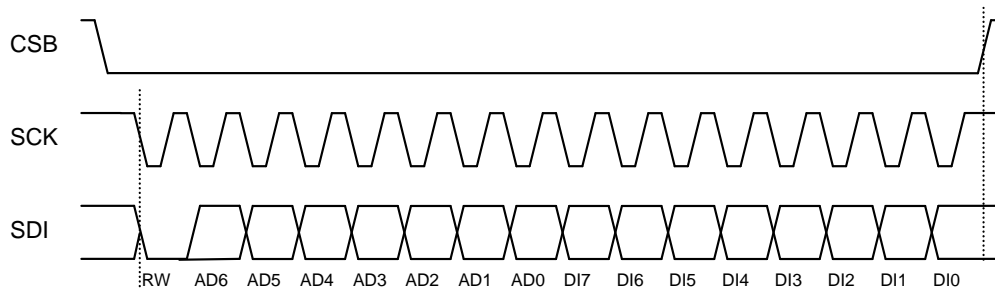 CSB
SCK
SDI
RW AD6 AD5 AD4 AD3 AD2 AD1 AD0 DI7 DI6 DI5 DI4 DI3 DI2 DI1 DI0